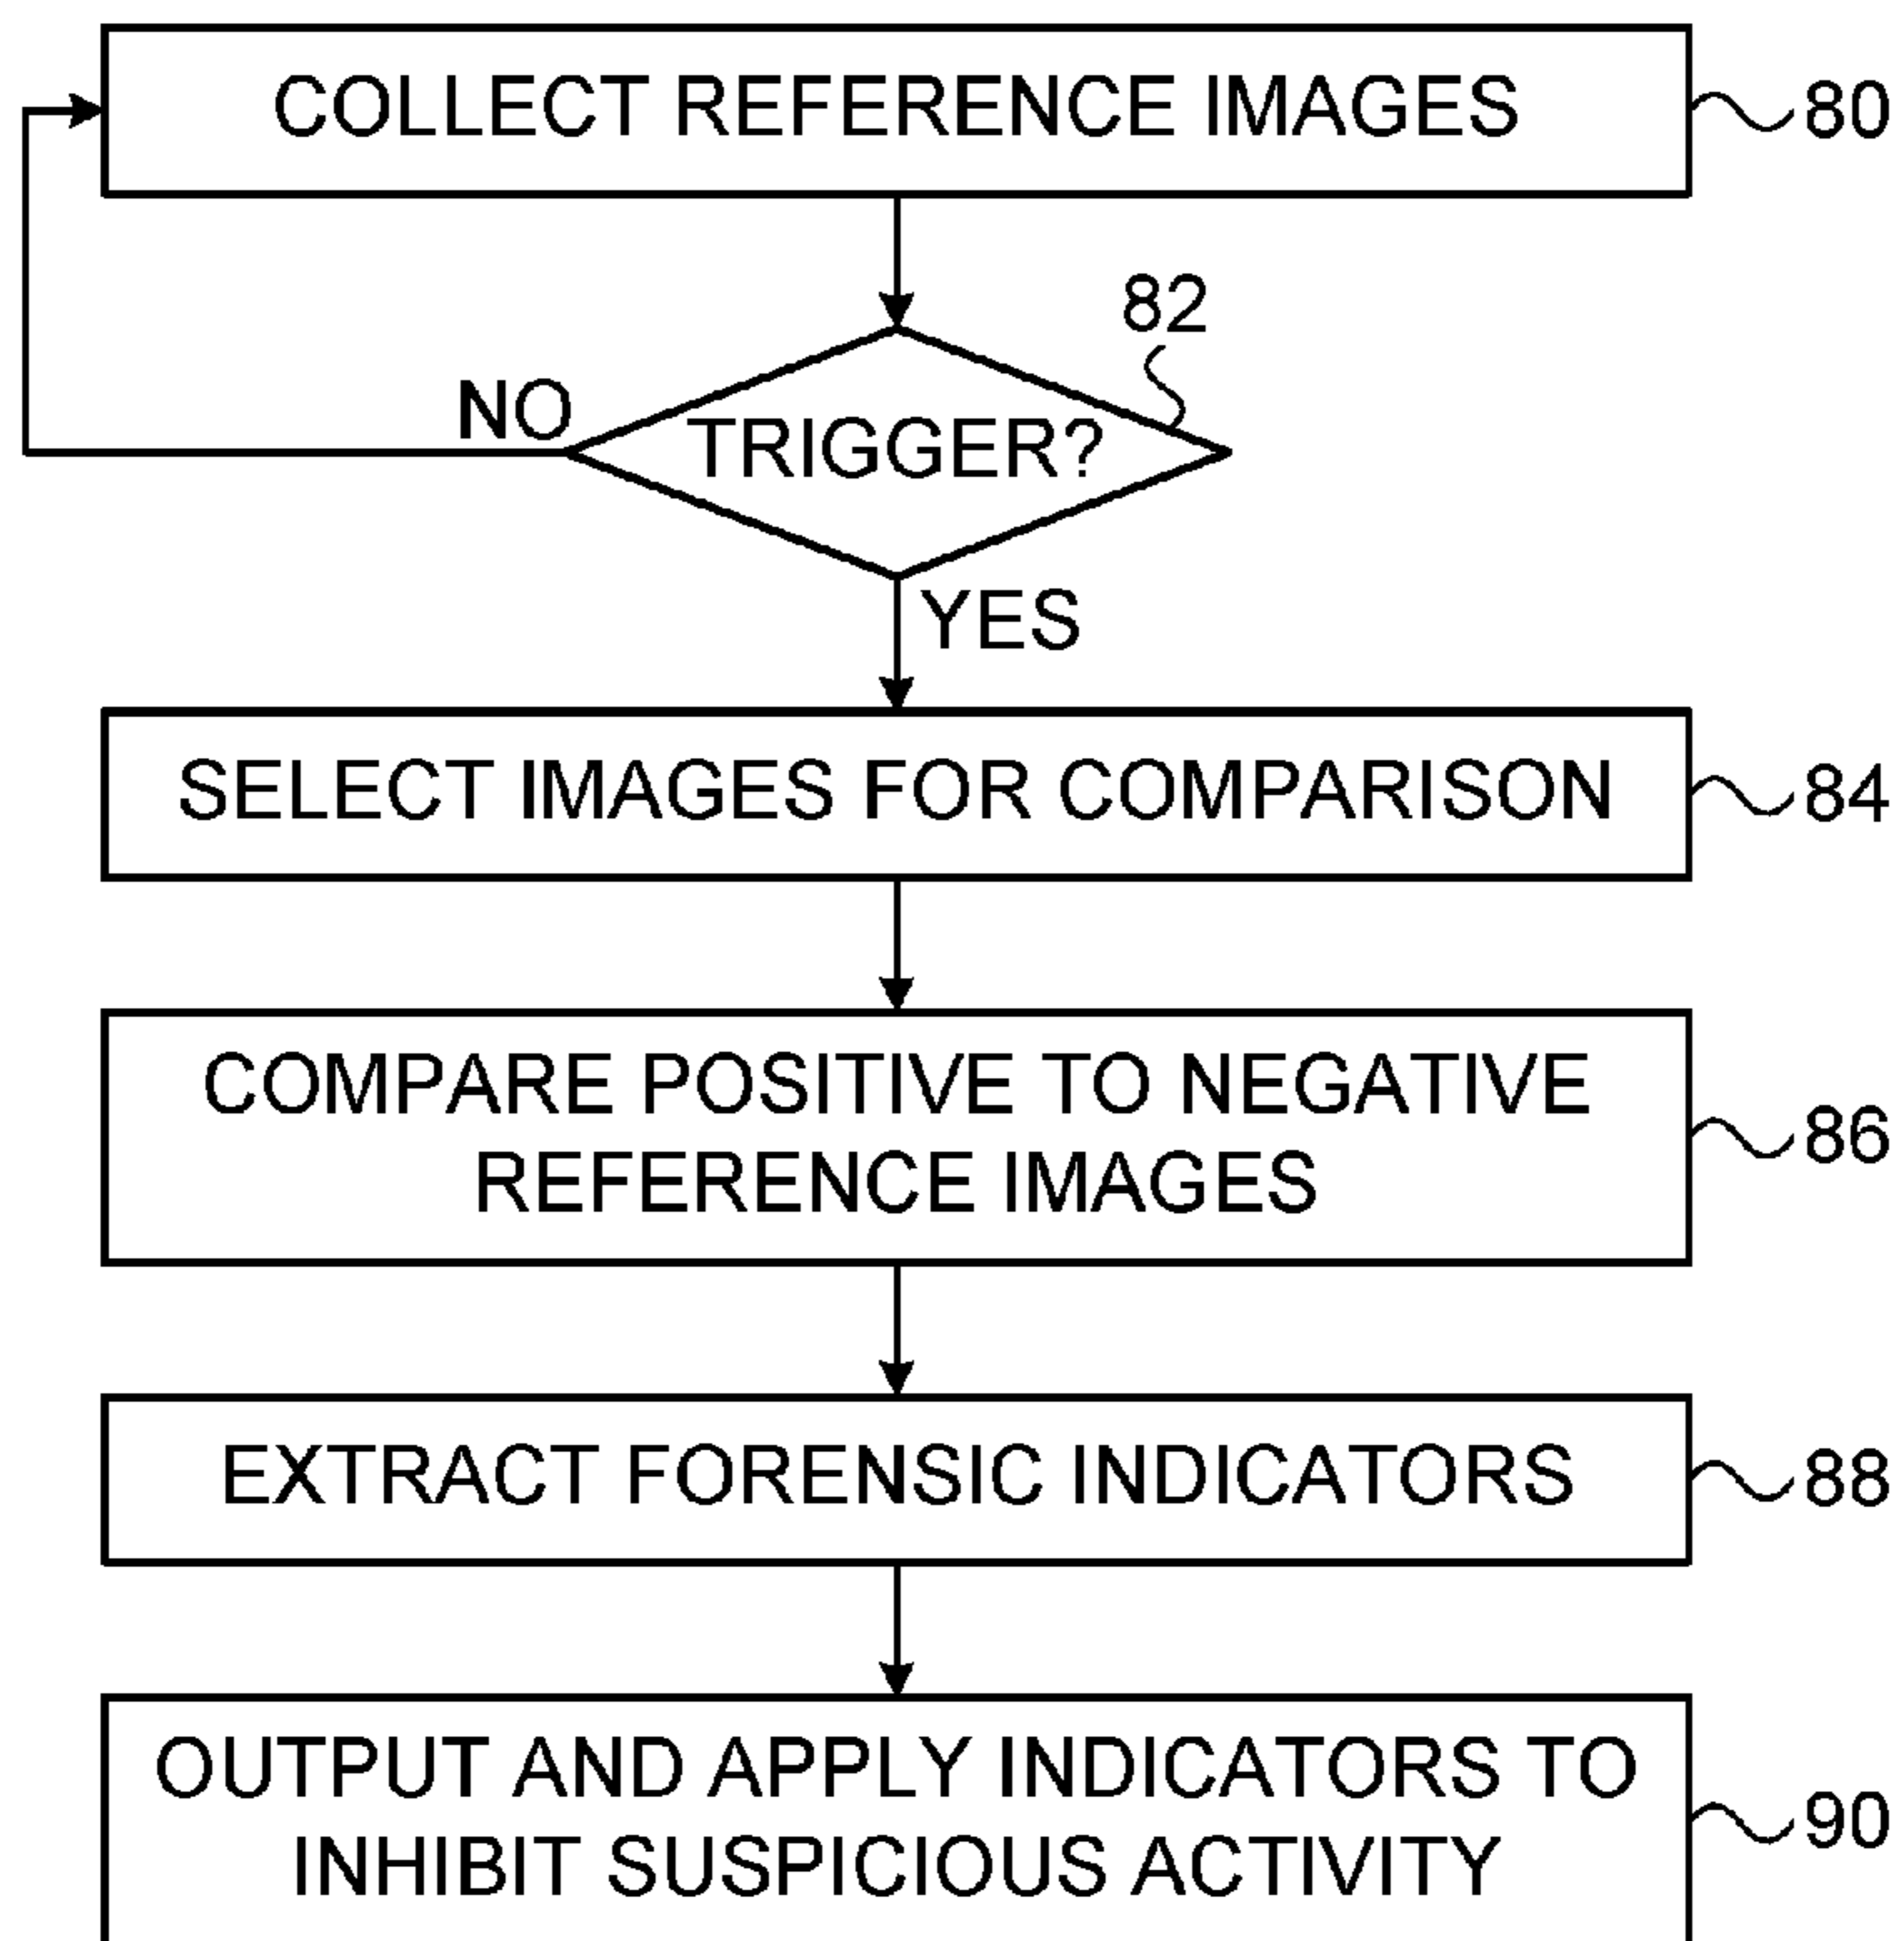 COLLECT REFERENCE IMAGES
80
82
NO
TRIGGER?
YES
SELECT IMAGES FOR COMPARISON
84
COMPARE POSITIVE TO NEGATIVE
REFERENCE IMAGES
86
EXTRACT FORENSIC INDICATORS
88
OUTPUT AND APPLY INDICATORS TO
INHIBIT SUSPICIOUS ACTIVITY
90